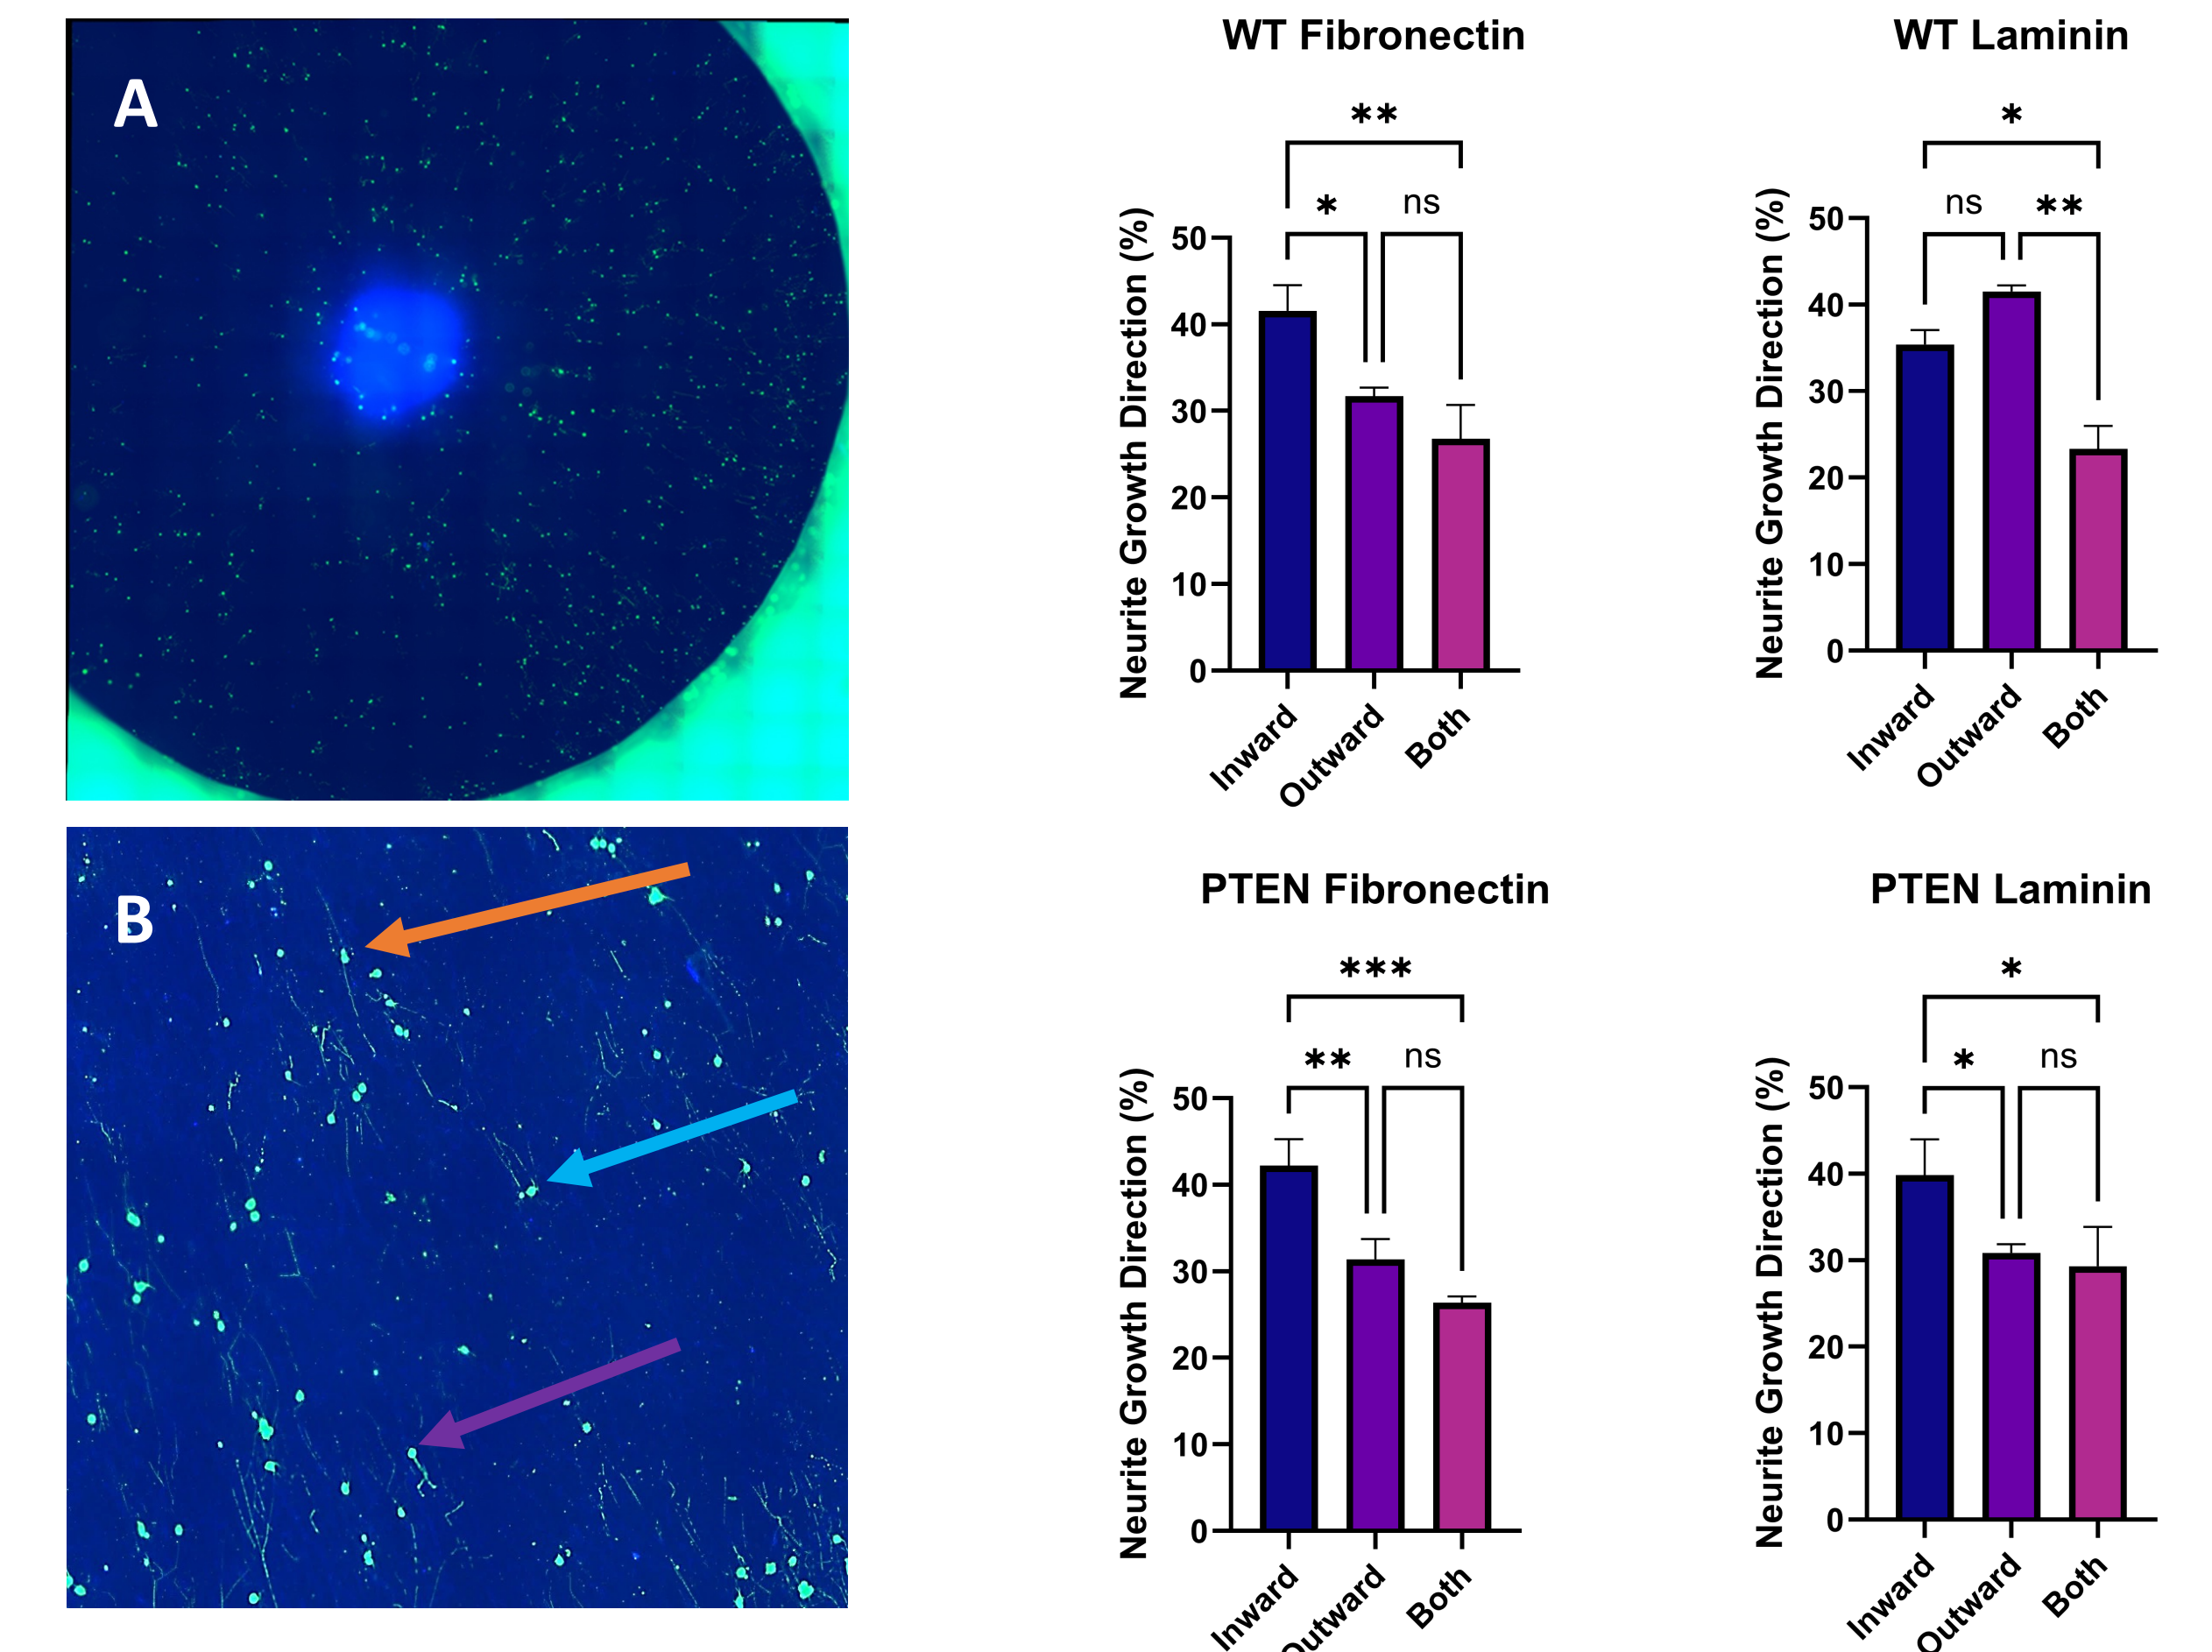 A
B
WT Fibronectin
**
*
ns
Neurite Growth Direction (%)
50
40
30
20
10
0
Inward
Outward
Both
WT Laminin
*
ns
**
Neurite Growth Direction (%)
50
40
30
20
10
0
Inward
Outward
Both
PTEN Fibronectin
***
**
ns
Neurite Growth Direction (%)
50
40
30
20
10
0
Inward
Outward
Both
PTEN Laminin
*
*
ns
Neurite Growth Direction (%)
50
40
30
20
10
0
Inward
Outward
Both